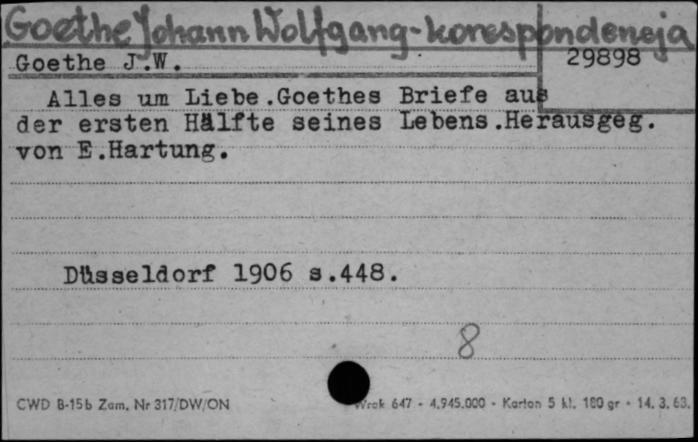 Goethe Johann Wolfgang-korespondencja
Goethe J.W.
29898
Alles um Liebe.Goethes Briefe aus
der ersten Hälfte seines Lebens.Herausgeg.
von E.Hartung.
Düsseldorf 1906 s.448.
8
CWD B-15b Zam. Nr 317/DW/ON
Wrak 647 - 4.945.000 - Karton 5 kl. 180 gr - 14. 3. 63.